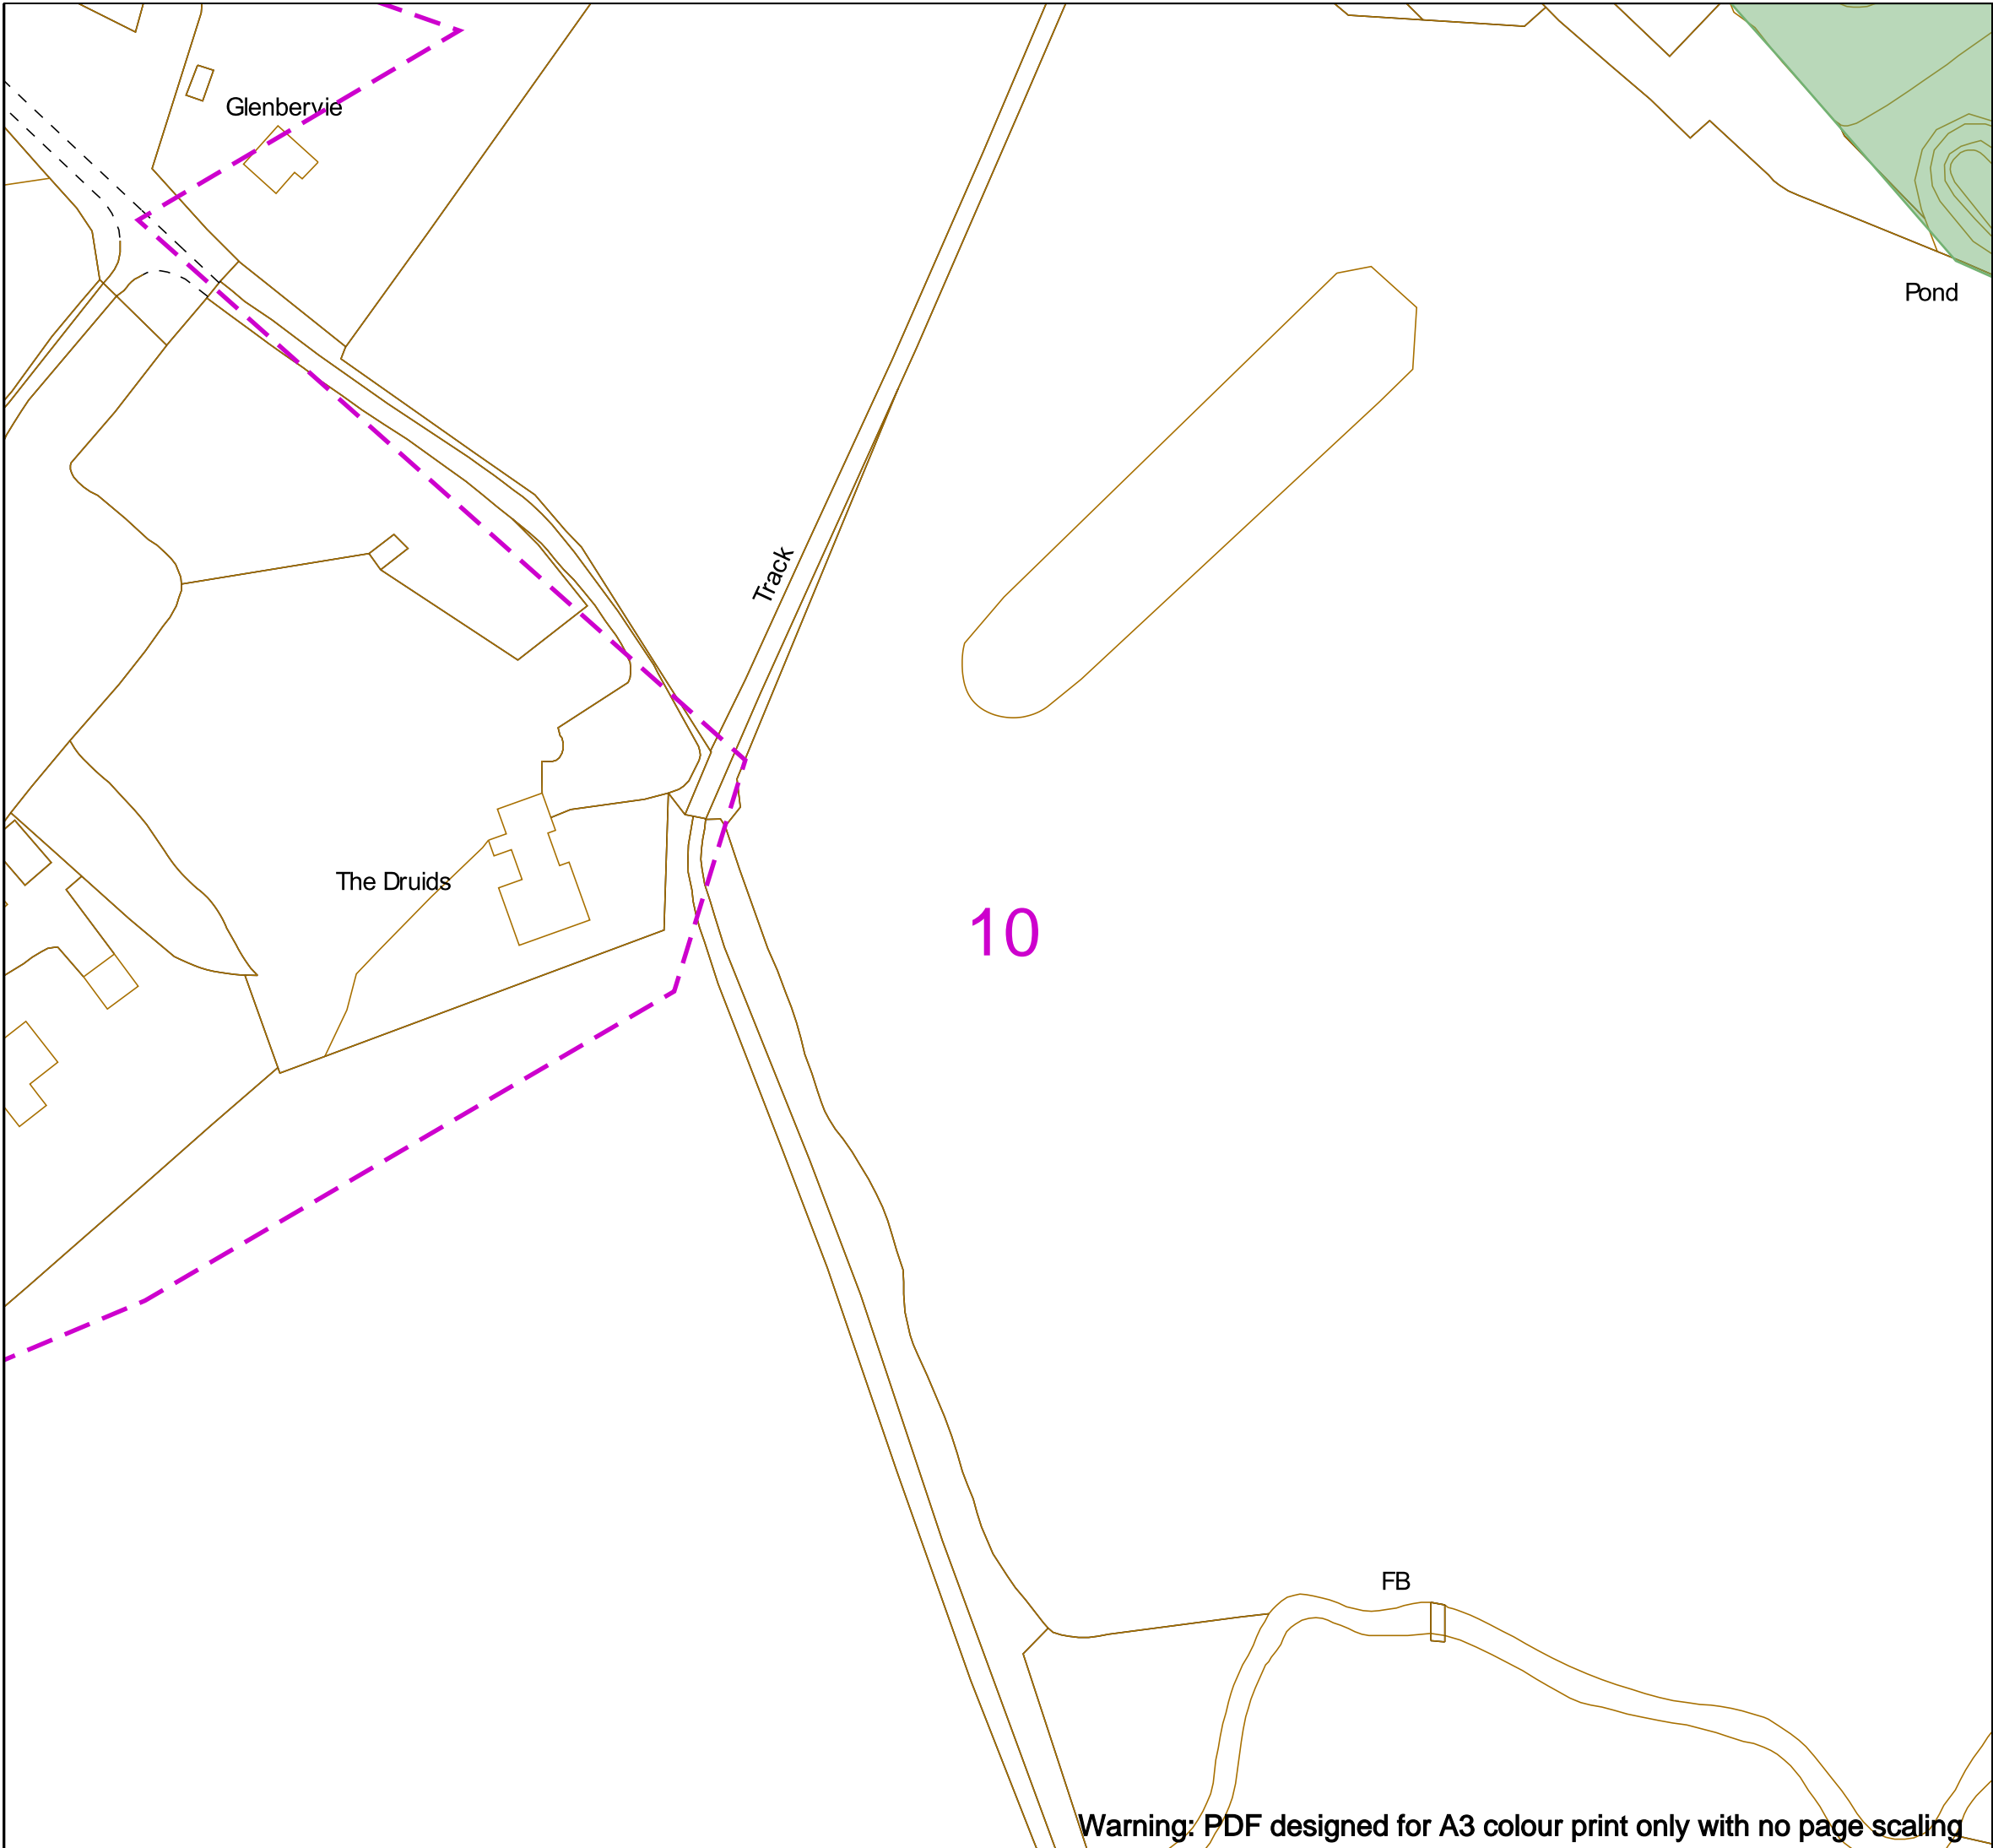 Glenbervie
Pond
Track
The Druids
10
FB
Warning: PDF designed for A3 colour print only with no page scaling